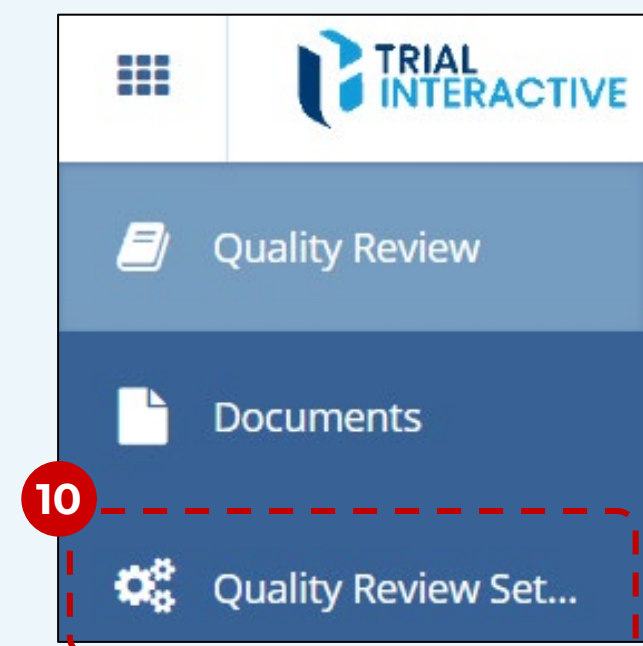 TRIAL
INTERACTIVE
Quality Review
Documents
10
Quality Review Set...